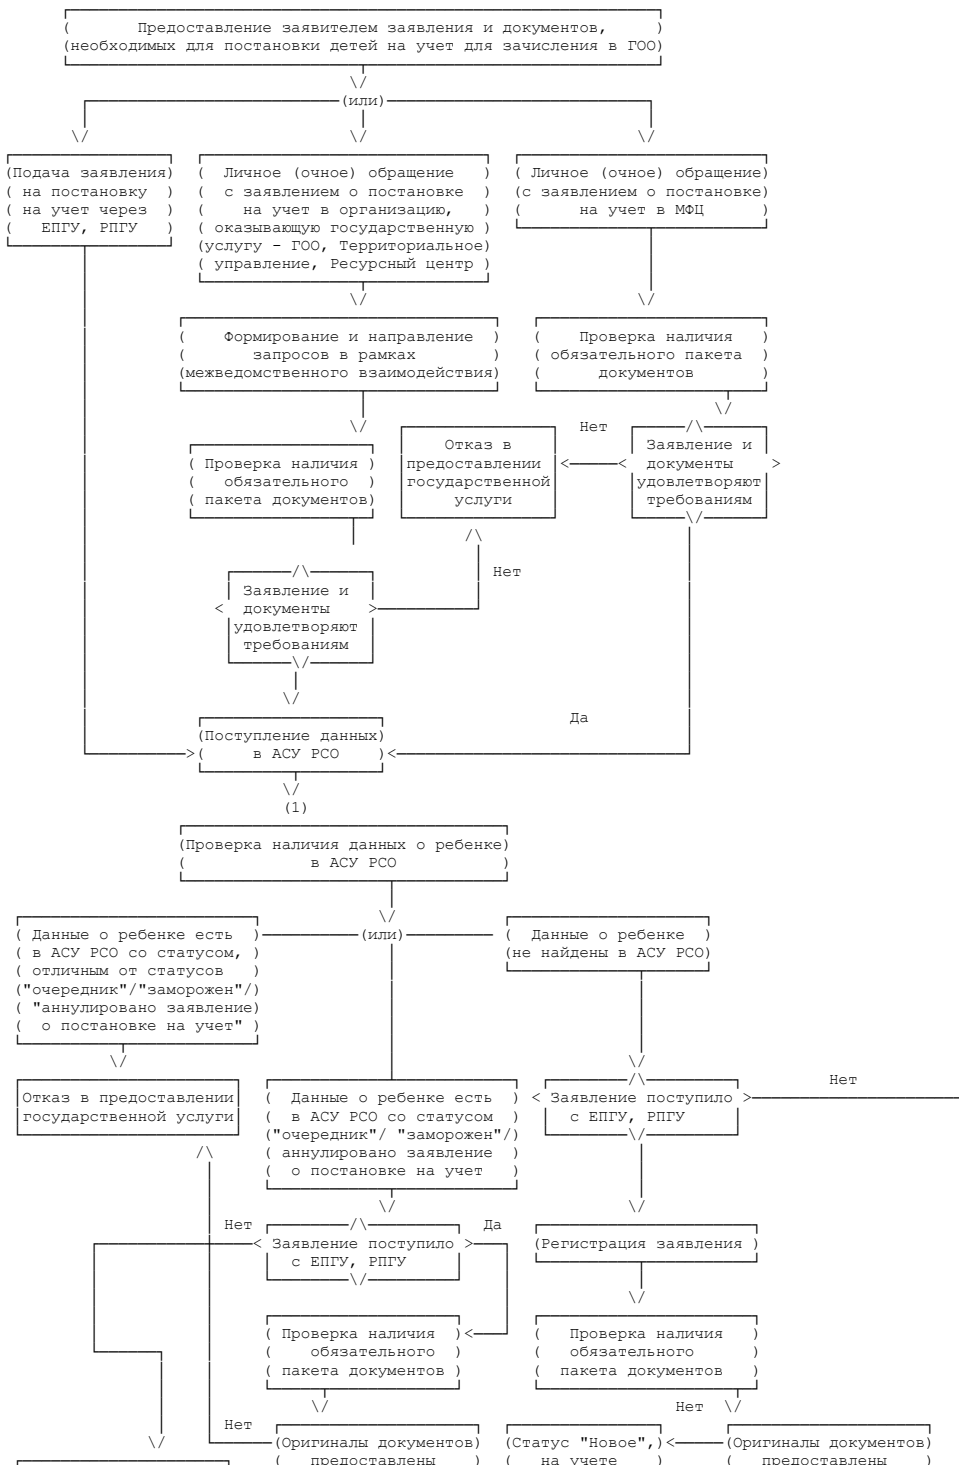 Предоставление заявителем заявления и документов,
необходимых для постановки детей на учет для зачисления в ГОО
(или)
Подача заявления
на постановку
на учет через
ЕПГУ, РПГУ
Личное (очное) обращение
с заявлением о постановке
на учет в организацию,
оказывающую государственную
услугу - ГОО, Территориальное
управление, Ресурсный центр
Личное (очное) обращение
с заявлением о постановке
на учет в МФЦ
Формирование и направление
запросов в рамках
межведомственного взаимодействия
Проверка наличия
обязательного пакета
документов
Проверка наличия
обязательного
пакета документов
Отказ в
предоставлении
государственной
услуги
Нет
Заявление и
документы
удовлетворяют
требованиям
Нет
Заявление и
документы
удовлетворяют
требованиям
Да
Поступление данных
в АСУ РСО
(1)
Проверка наличия данных о ребенке
в АСУ РСО
Данные о ребенке есть
в АСУ РСО со статусом,
отличным от статусов
"очередник"/"заморожен"/
"аннулировано заявление
о постановке на учет"
(или)
Данные о ребенке
не найдены в АСУ РСО
Отказ в предоставлении
государственной услуги
Данные о ребенке есть
в АСУ РСО со статусом
"очередник"/ "заморожен"/
аннулировано заявление
о постановке на учет
Заявление поступило
с ЕПГУ, РПГУ
Нет
Нет
Заявление поступило
с ЕПГУ, РПГУ
Да
Регистрация заявления
Проверка наличия
обязательного
пакета документов
Проверка наличия
обязательного
пакета документов
Нет
Нет
Оригиналы документов
предоставлены
Статус "Новое",
на учете
Оригиналы документов
предоставлены